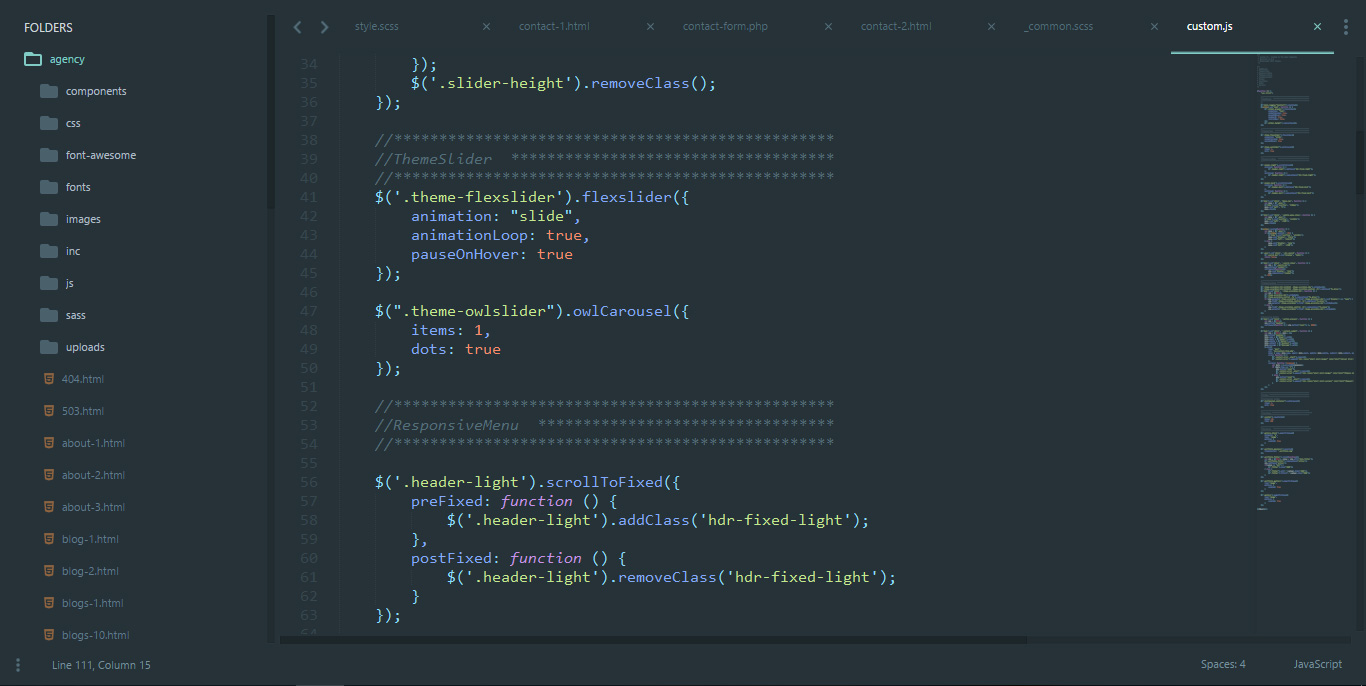 FOLDERS
agency
components
css
font-awesome
fonts
images
inc
js
sass
uploads
404.html
503.html
about-1.html
about-2.html
about-3.html
blog-1.html
blog-2.html
blogs-1.html
blogs-10.html
style.scss × contact-1.html × contact-form.php × contact-2.html × _common.scss × custom.js ×
34 });
35 $('.slider-height').removeClass();
36 });
37
38 //*************************************************
39 //ThemeSlider  ************************************
40 //*************************************************
41 $('.theme-flexslider').flexslider({
42 animation: "slide",
43 animationLoop: true,
44 pauseOnHover: true
45 });
46
47 $(".theme-owlslider").owlCarousel({
48 items: 1,
49 dots: true
50 });
51
52 //*************************************************
53 //ResponsiveMenu  *********************************
54 //*************************************************
55
56 $('.header-light').scrollToFixed({
57 preFixed: function () {
58 $('.header-light').addClass('hdr-fixed-light');
59 },
60 postFixed: function () {
61 $('.header-light').removeClass('hdr-fixed-light');
62 }
63 });
64
Line 111, Column 15
Spaces: 4
JavaScript